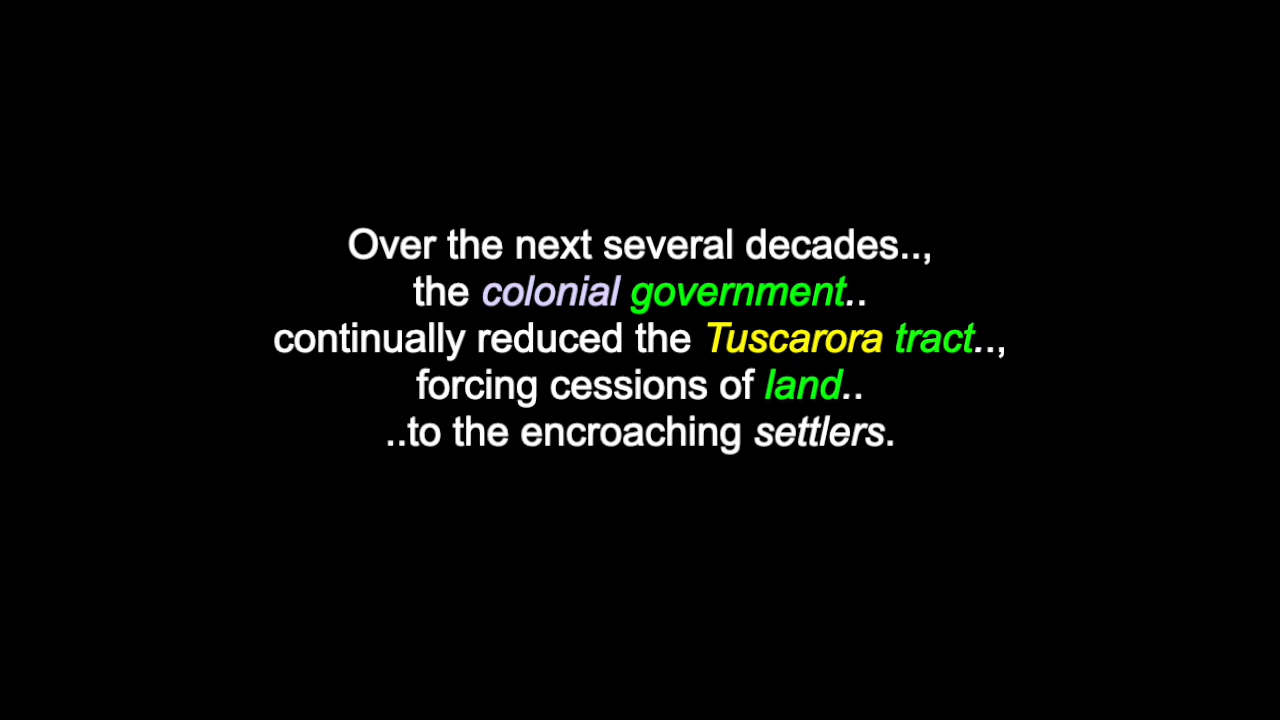 Over the next several decades..,
the colonial government..
continually reduced the Tuscarora tract..,
forcing cessions of land..
..to the encroaching settlers.